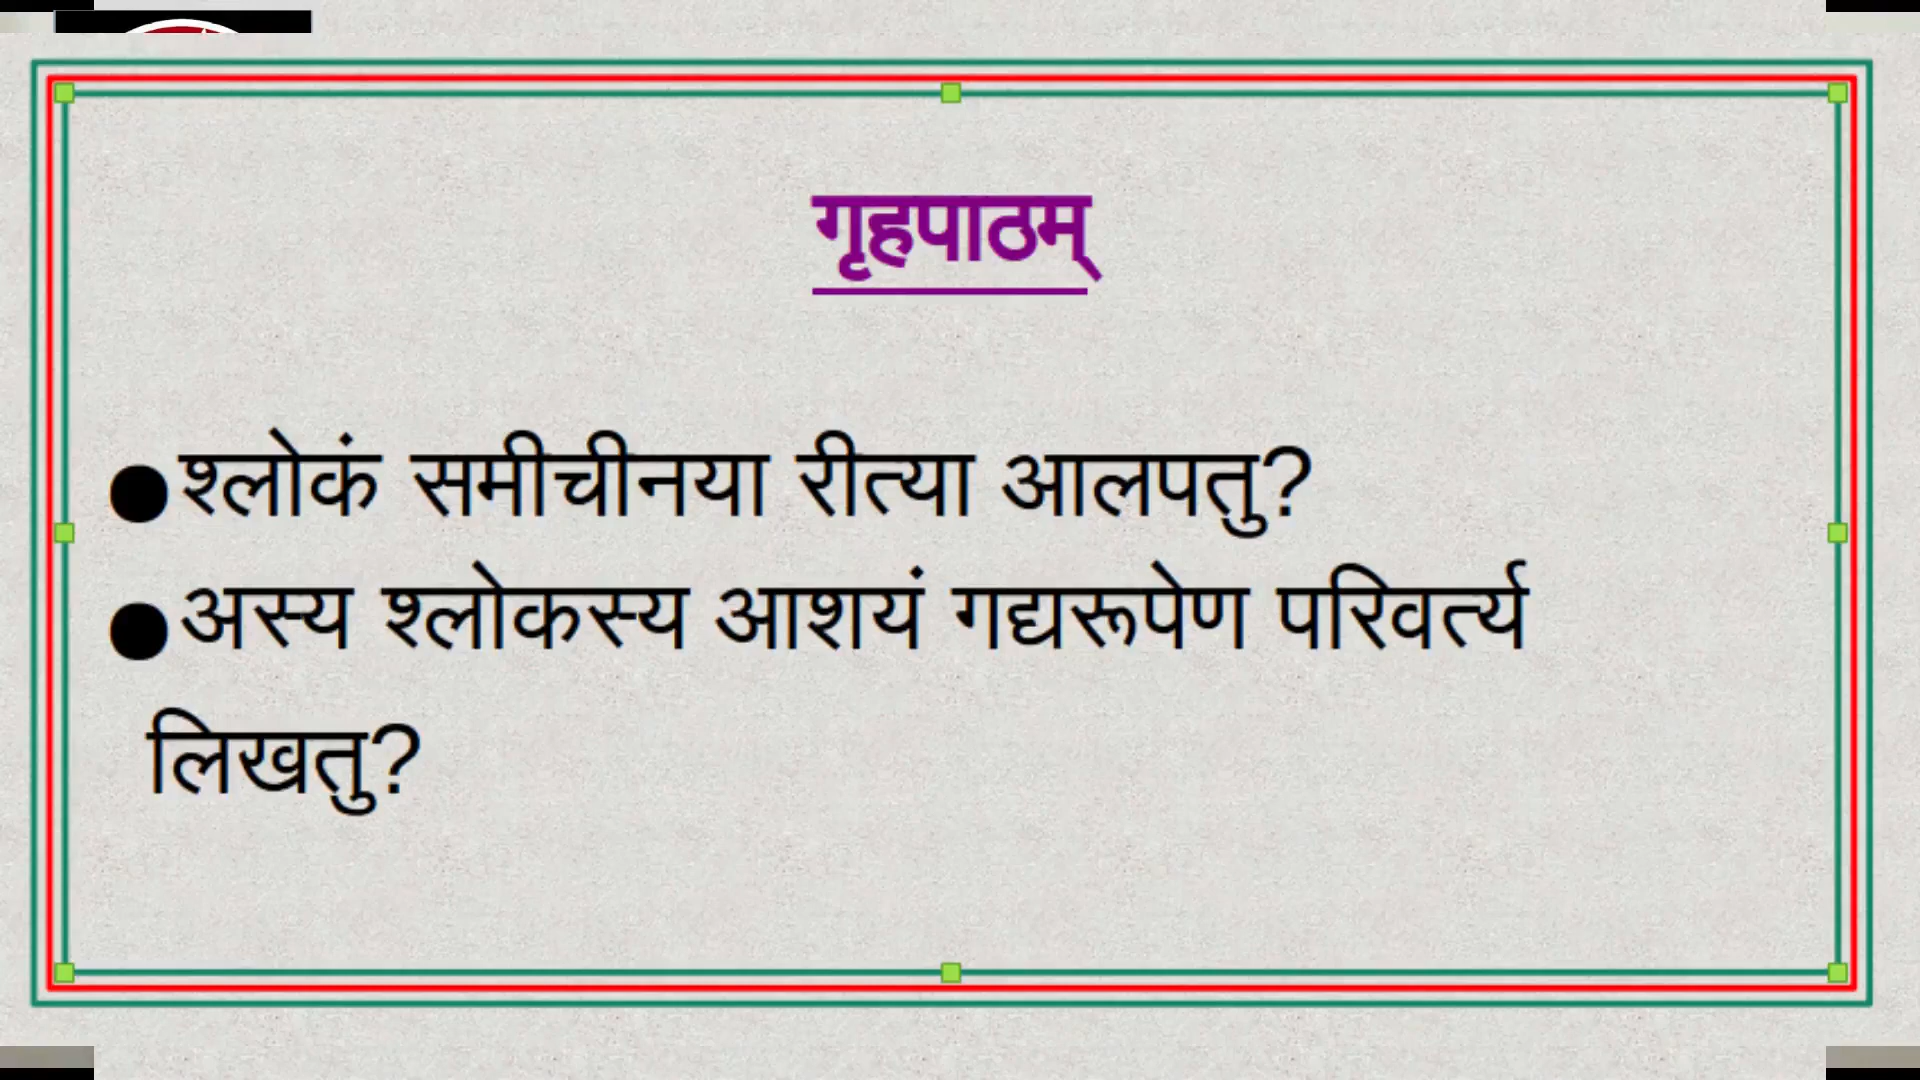 गृहपाठम्
●श्लोकं समीचीनया रीत्या आलपतु?
●अस्य श्लोकस्य आशयं गद्यरूपेण परिवर्त्य
लिखतु?